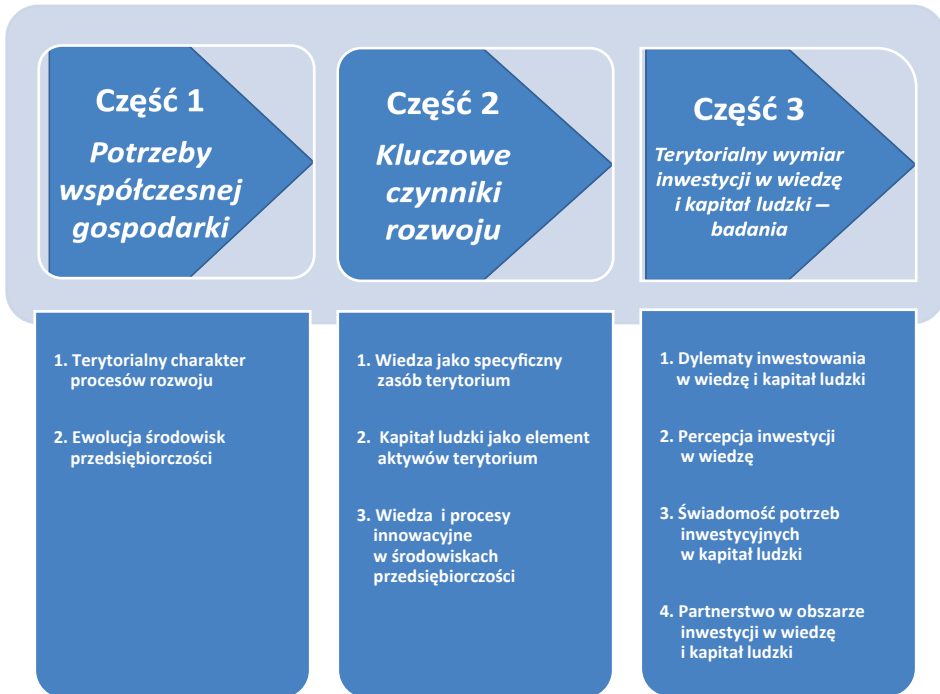 Część 1
Potrzeby
współczesnej
gospodarki
Część 2
Kluczowe
czynniki
rozwoju
Część 3
Terytorialny wymiar
inwestycji w wiedzę
i kapitał ludzki –
badania
1. Terytorialny charakter
procesów rozwoju
2. Ewolucja środowisk
przedsiębiorczości
1. Wiedza jako specyficzny
zasób terytorium
2. Kapitał ludzki jako element
aktywów terytorium
3. Wiedza i procesy
innowacyjne
w środowiskach
przedsiębiorczości
1. Dylematy inwestowania
w wiedzę i kapitał ludzki
2. Percepcja inwestycji
w wiedzę
3. Świadomość potrzeb
inwestycyjnych
w kapitał ludzki
4. Partnerstwo w obszarze
inwestycji w wiedzę
i kapitał ludzki